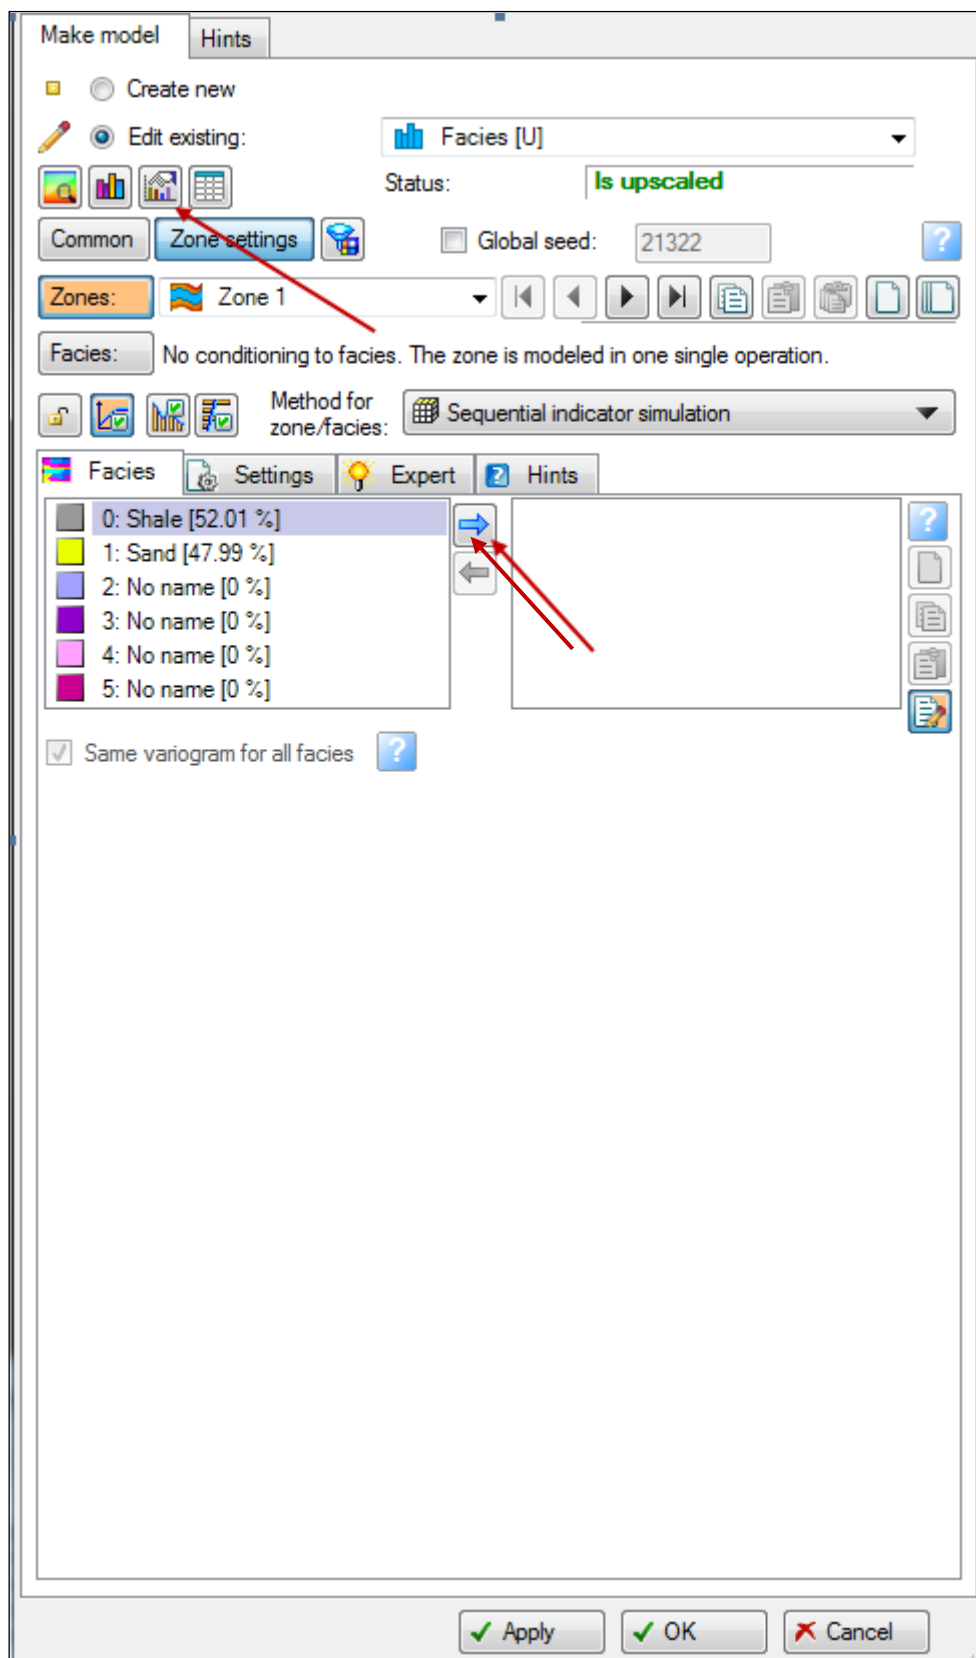 Make model Hints
Create new
Edit existing: Facies [U]
Status: Is upscaled
Common Zone settings Global seed: 21322 ?
Zones: Zone 1
Facies: No conditioning to facies. The zone is modeled in one single operation.
Method for
zone/facies: Sequential indicator simulation
Facies Settings Expert ? Hints
0: Shale [52.01 %] ?
1: Sand [47.99 %]
2: No name [0 %]
3: No name [0 %]
4: No name [0 %]
5: No name [0 %]
Same variogram for all facies ?
Apply OK Cancel